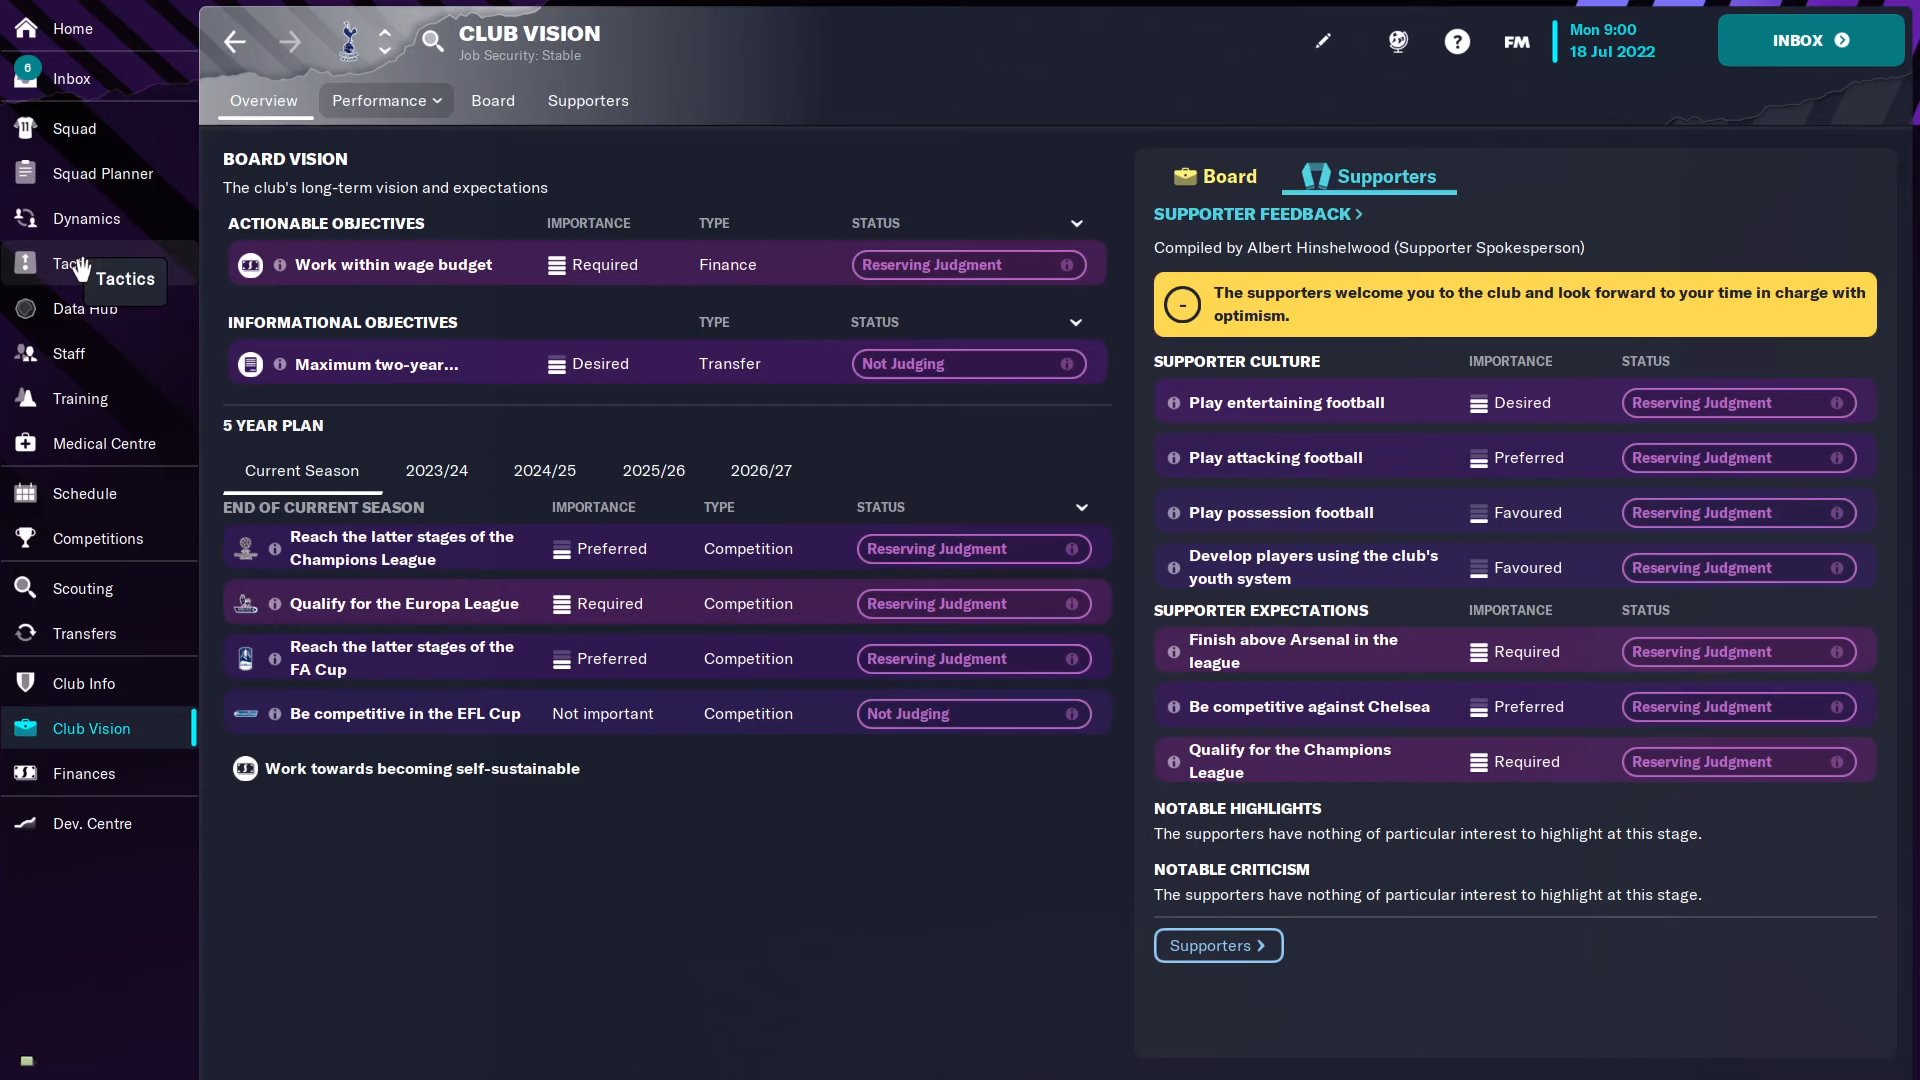 Home
6
Inbox
11
Squad
Squad Planner
Dynamics
Tactics
Data Hub
Staff
Training
Medical Centre
Schedule
Competitions
Scouting
Transfers
Club Info
Club Vision
Finances
Dev. Centre
CLUB VISION
Job Security: Stable
?
FM
Mon 9:00
18 Jul 2022
INBOX
Overview
Performance
Board
Supporters
BOARD VISION
The club's long-term vision and expectations
ACTIONABLE OBJECTIVES IMPORTANCE TYPE STATUS
Work within wage budget Required Finance Reserving Judgment
INFORMATIONAL OBJECTIVES TYPE STATUS
Maximum two-year... Desired Transfer Not Judging
5 YEAR PLAN
Current Season 2023/24 2024/25 2025/26 2026/27
END OF CURRENT SEASON IMPORTANCE TYPE STATUS
Reach the latter stages of the
Champions League Preferred Competition Reserving Judgment
Qualify for the Europa League Required Competition Reserving Judgment
Reach the latter stages of the
FA Cup Preferred Competition Reserving Judgment
Be competitive in the EFL Cup Not important Competition Not Judging
Work towards becoming self-sustainable
Board Supporters
SUPPORTER FEEDBACK >
Compiled by Albert Hinshelwood (Supporter Spokesperson)
- The supporters welcome you to the club and look forward to your time in charge with
optimism.
SUPPORTER CULTURE IMPORTANCE STATUS
Play entertaining football Desired Reserving Judgment
Play attacking football Preferred Reserving Judgment
Play possession football Favoured Reserving Judgment
Develop players using the club's
youth system Favoured Reserving Judgment
SUPPORTER EXPECTATIONS IMPORTANCE STATUS
Finish above Arsenal in the
league Required Reserving Judgment
Be competitive against Chelsea Preferred Reserving Judgment
Qualify for the Champions
League Required Reserving Judgment
NOTABLE HIGHLIGHTS
The supporters have nothing of particular interest to highlight at this stage.
NOTABLE CRITICISM
The supporters have nothing of particular interest to highlight at this stage.
Supporters >